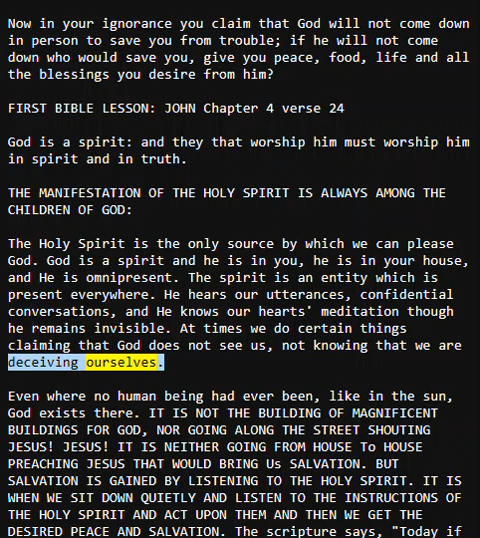 Now in your ignorance you claim that God will not come down
in person to save you from trouble; if he will not come
down who would save you, give you peace, food, life and all
the blessings you desire from him?
FIRST BIBLE LESSON: JOHN Chapter 4 verse 24
God is a spirit: and they that worship him must worship him
in spirit and in truth.
THE MANIFESTATION OF THE HOLY SPIRIT IS ALWAYS AMONG THE
CHILDREN OF GOD:
The Holy Spirit is the only source by which we can please
God. God is a spirit and he is in you, he is in your house,
and He is omnipresent. The spirit is an entity which is
present everywhere. He hears our utterances, confidential
conversations, and He knows our hearts' meditation though
he remains invisible. At times we do certain things
claiming that God does not see us, not knowing that we are
deceiving ourselves.
Even where no human being had ever been, like in the sun,
God exists there. IT IS NOT THE BUILDING OF MAGNIFICENT
BUILDINGS FOR GOD, NOR GOING ALONG THE STREET SHOUTING
JESUS! JESUS! IT IS NEITHER GOING FROM HOUSE To HOUSE
PREACHING JESUS THAT WOULD BRING Us SALVATION. BUT
SALVATION IS GAINED BY LISTENING TO THE HOLY SPIRIT. IT IS
WHEN WE SIT DOWN QUIETLY AND LISTEN TO THE INSTRUCTIONS OF
THE HOLY SPIRIT AND ACT UPON THEM AND THEN WE GET THE
DESIRED PEACE AND SALVATION. The scripture says, "Today if